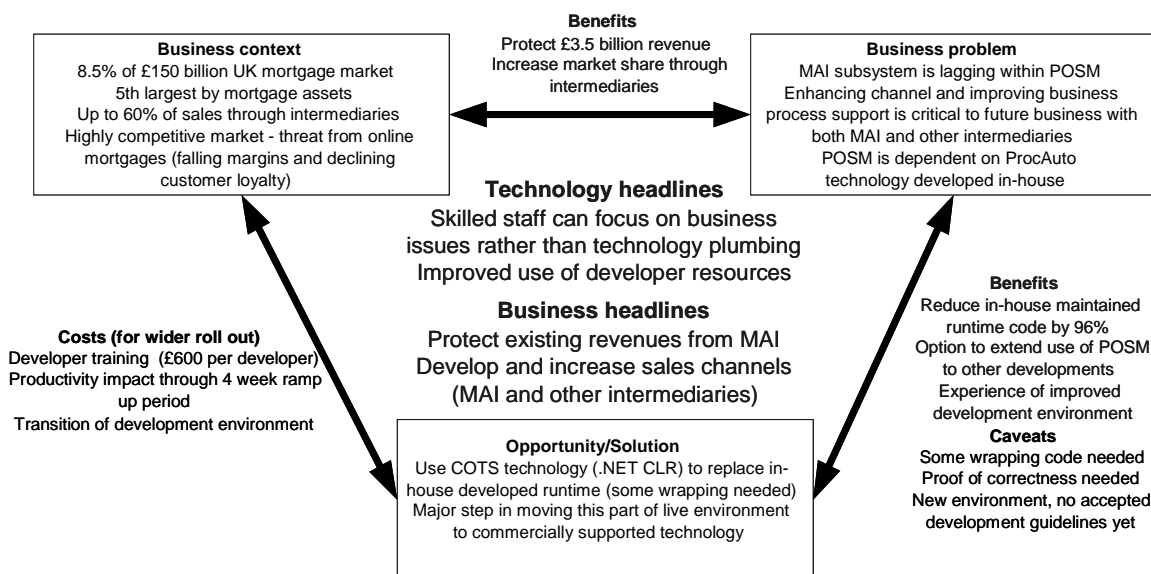 Benefits
Protect £3.5 billion revenue
Increase market share through
intermediaries
Business context
8.5% of £150 billion UK mortgage market
5th largest by mortgage assets
Up to 60% of sales through intermediaries
Highly competitive market - threat from online
mortgages (falling margins and declining
customer loyalty)
Business problem
MAI subsystem is lagging within POSM
Enhancing channel and improving business
process support is critical to future business with
both MAI and other intermediaries
POSM is dependent on ProcAuto
technology developed in-house
Technology headlines
Skilled staff can focus on business
issues rather than technology plumbing
Improved use of developer resources
Business headlines
Protect existing revenues from MAI
Develop and increase sales channels
(MAI and other intermediaries)
Costs (for wider roll out)
Developer training (£600 per developer)
Productivity impact through 4 week ramp
up period
Transition of development environment
Benefits
Reduce in-house maintained
runtime code by 96%
Option to extend use of POSM
to other developments
Experience of improved
development environment
Caveats
Some wrapping code needed
Proof of correctness needed
New environment, no accepted
development guidelines yet
Opportunity/Solution
Use COTS technology (.NET CLR) to replace in-
house developed runtime (some wrapping needed)
Major step in moving this part of live environment
to commercially supported technology